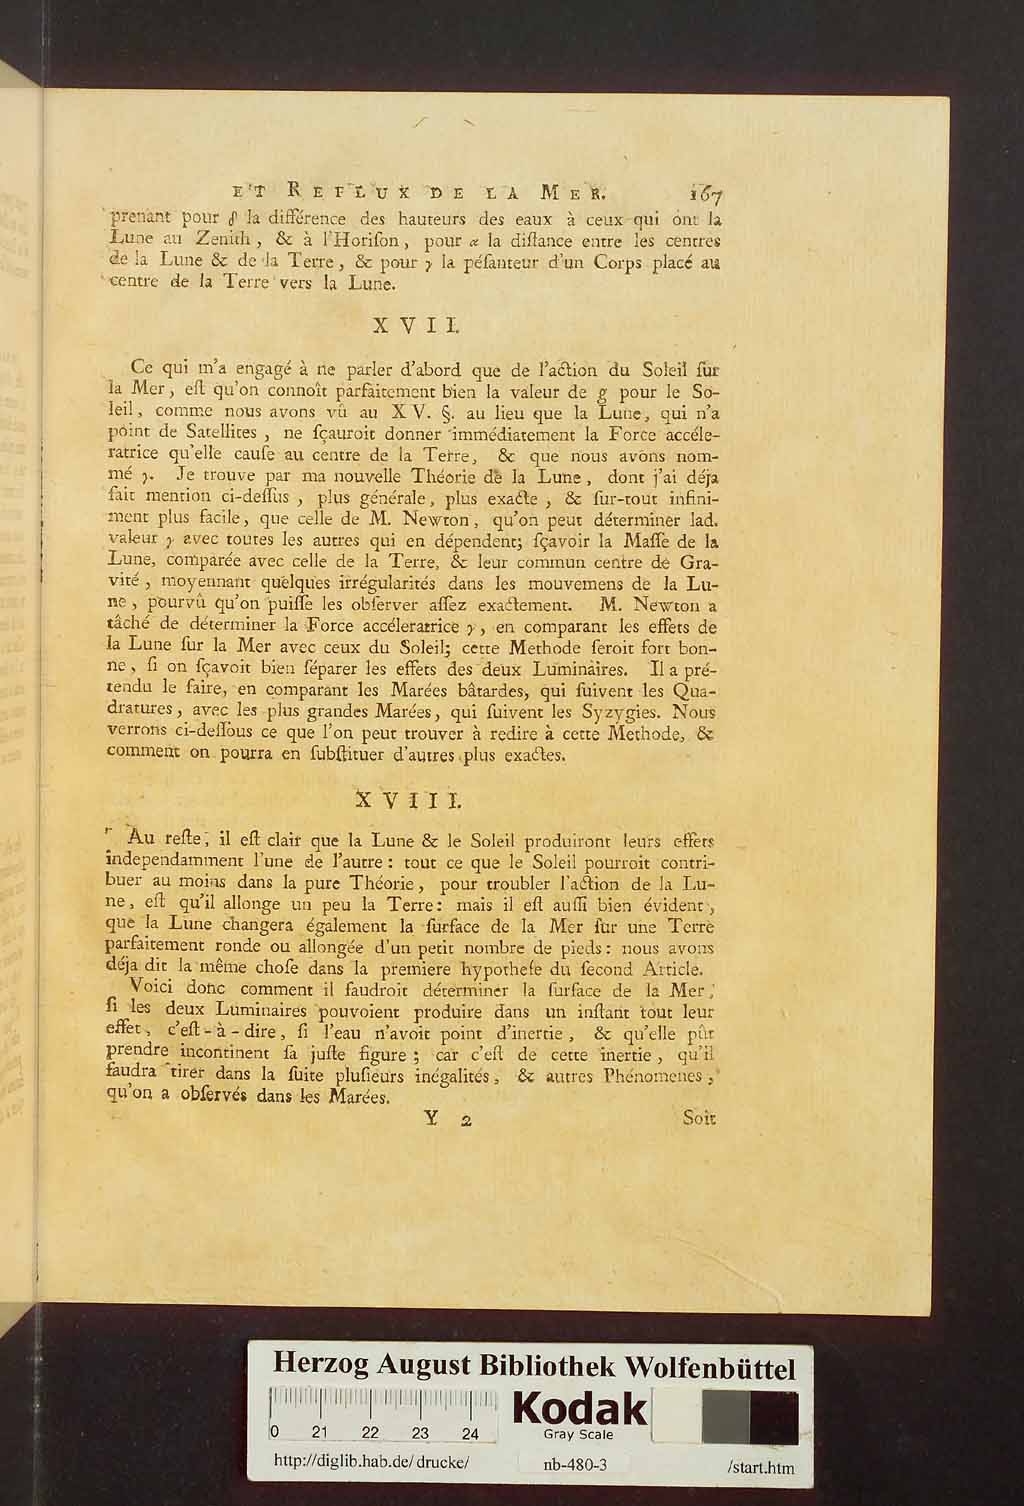 ET REFLUX DE LA MER. 167
prenant pour δ la différence des hauteurs des eaux à ceux qui ont la
Lune au Zenith, & à l'Horiſon, pour α la diſtance entre les centres
de la Lune & de la Terre, & pour γ la péſanteur d'un Corps placé au
centre de la Terre vers la Lune.
XVII.
Ce qui m'a engagé à ne parler d'abord que de l'action du Soleil ſur
la Mer, eſt qu'on connoît parfaitement bien la valeur de g pour le So-
leil, comme nous avons vû au XV. §. au lieu que la Lune, qui n'a
point de Satellites, ne ſçauroit donner immédiatement la Force accéle-
ratrice qu'elle cauſe au centre de la Terre, & que nous avons nom-
mé γ. Je trouve par ma nouvelle Théorie de la Lune, dont j'ai déja
fait mention ci-deſſus, plus générale, plus exacte, & ſur-tout infini-
ment plus facile, que celle de M. Newton, qu'on peut déterminer lad.
valeur γ avec toutes les autres qui en dépendent; ſçavoir la Maſſe de la
Lune, comparée avec celle de la Terre, & leur commun centre de Gra-
vité, moyennant quelques irrégularités dans les mouvemens de la Lu-
ne, pourvû qu'on puiſſe les obſerver aſſez exactement. M. Newton a
tâché de déterminer la Force accéleratrice γ, en comparant les effets de
la Lune ſur la Mer avec ceux du Soleil; cette Methode ſeroit fort bon-
ne, ſi on ſçavoit bien ſéparer les effets des deux Luminaires. Il a pré-
tendu le faire, en comparant les Marées bâtardes, qui ſuivent les Qua-
dratures, avec les plus grandes Marées, qui ſuivent les Syzygies. Nous
verrons ci-deſſous ce que l'on peut trouver à redire à cette Methode, &
comment on pourra en ſubſtituer d'autres plus exactes.
XVIII.
Au reſte, il eſt clair que la Lune & le Soleil produiront leurs effets
independamment l'une de l'autre: tout ce que le Soleil pourroit contri-
buer au moins dans la pure Théorie, pour troubler l'action de la Lu-
ne, eſt qu'il allonge un peu la Terre: mais il eſt auſſi bien évident,
que la Lune changera également la ſurface de la Mer ſur une Terre
parfaitement ronde ou allongée d'un petit nombre de pieds: nous avons
déja dit la même choſe dans la premiere hypotheſe du ſecond Article.
Voici donc comment il faudroit déterminer la ſurface de la Mer,
ſi les deux Luminaires pouvoient produire dans un inſtant tout leur
effet, c'eſt-à-dire, ſi l'eau n'avoit point d'inertie, & qu'elle pût
prendre incontinent ſa juſte figure; car c'eſt de cette inertie, qu'il
faudra tirer dans la ſuite pluſieurs inégalités, & autres Phénomenes,
qu'on a obſervés dans les Marées.
Y 2 Soit
Herzog August Bibliothek Wolfenbüttel
0 21 22 23 24
Kodak
Gray Scale
http://diglib.hab.de/drucke/ nb-480-3 /start.htm